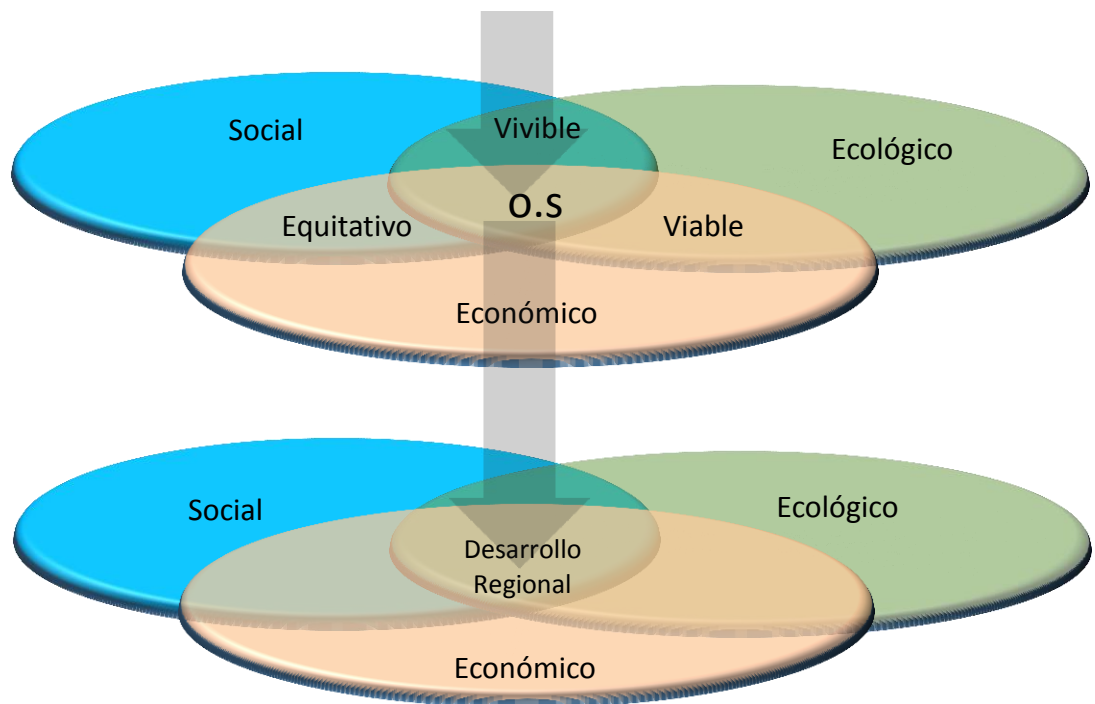 Social
Vivible
Ecológico
o.s
Equitativo
Viable
Económico
Social
Ecológico
Desarrollo
Regional
Económico